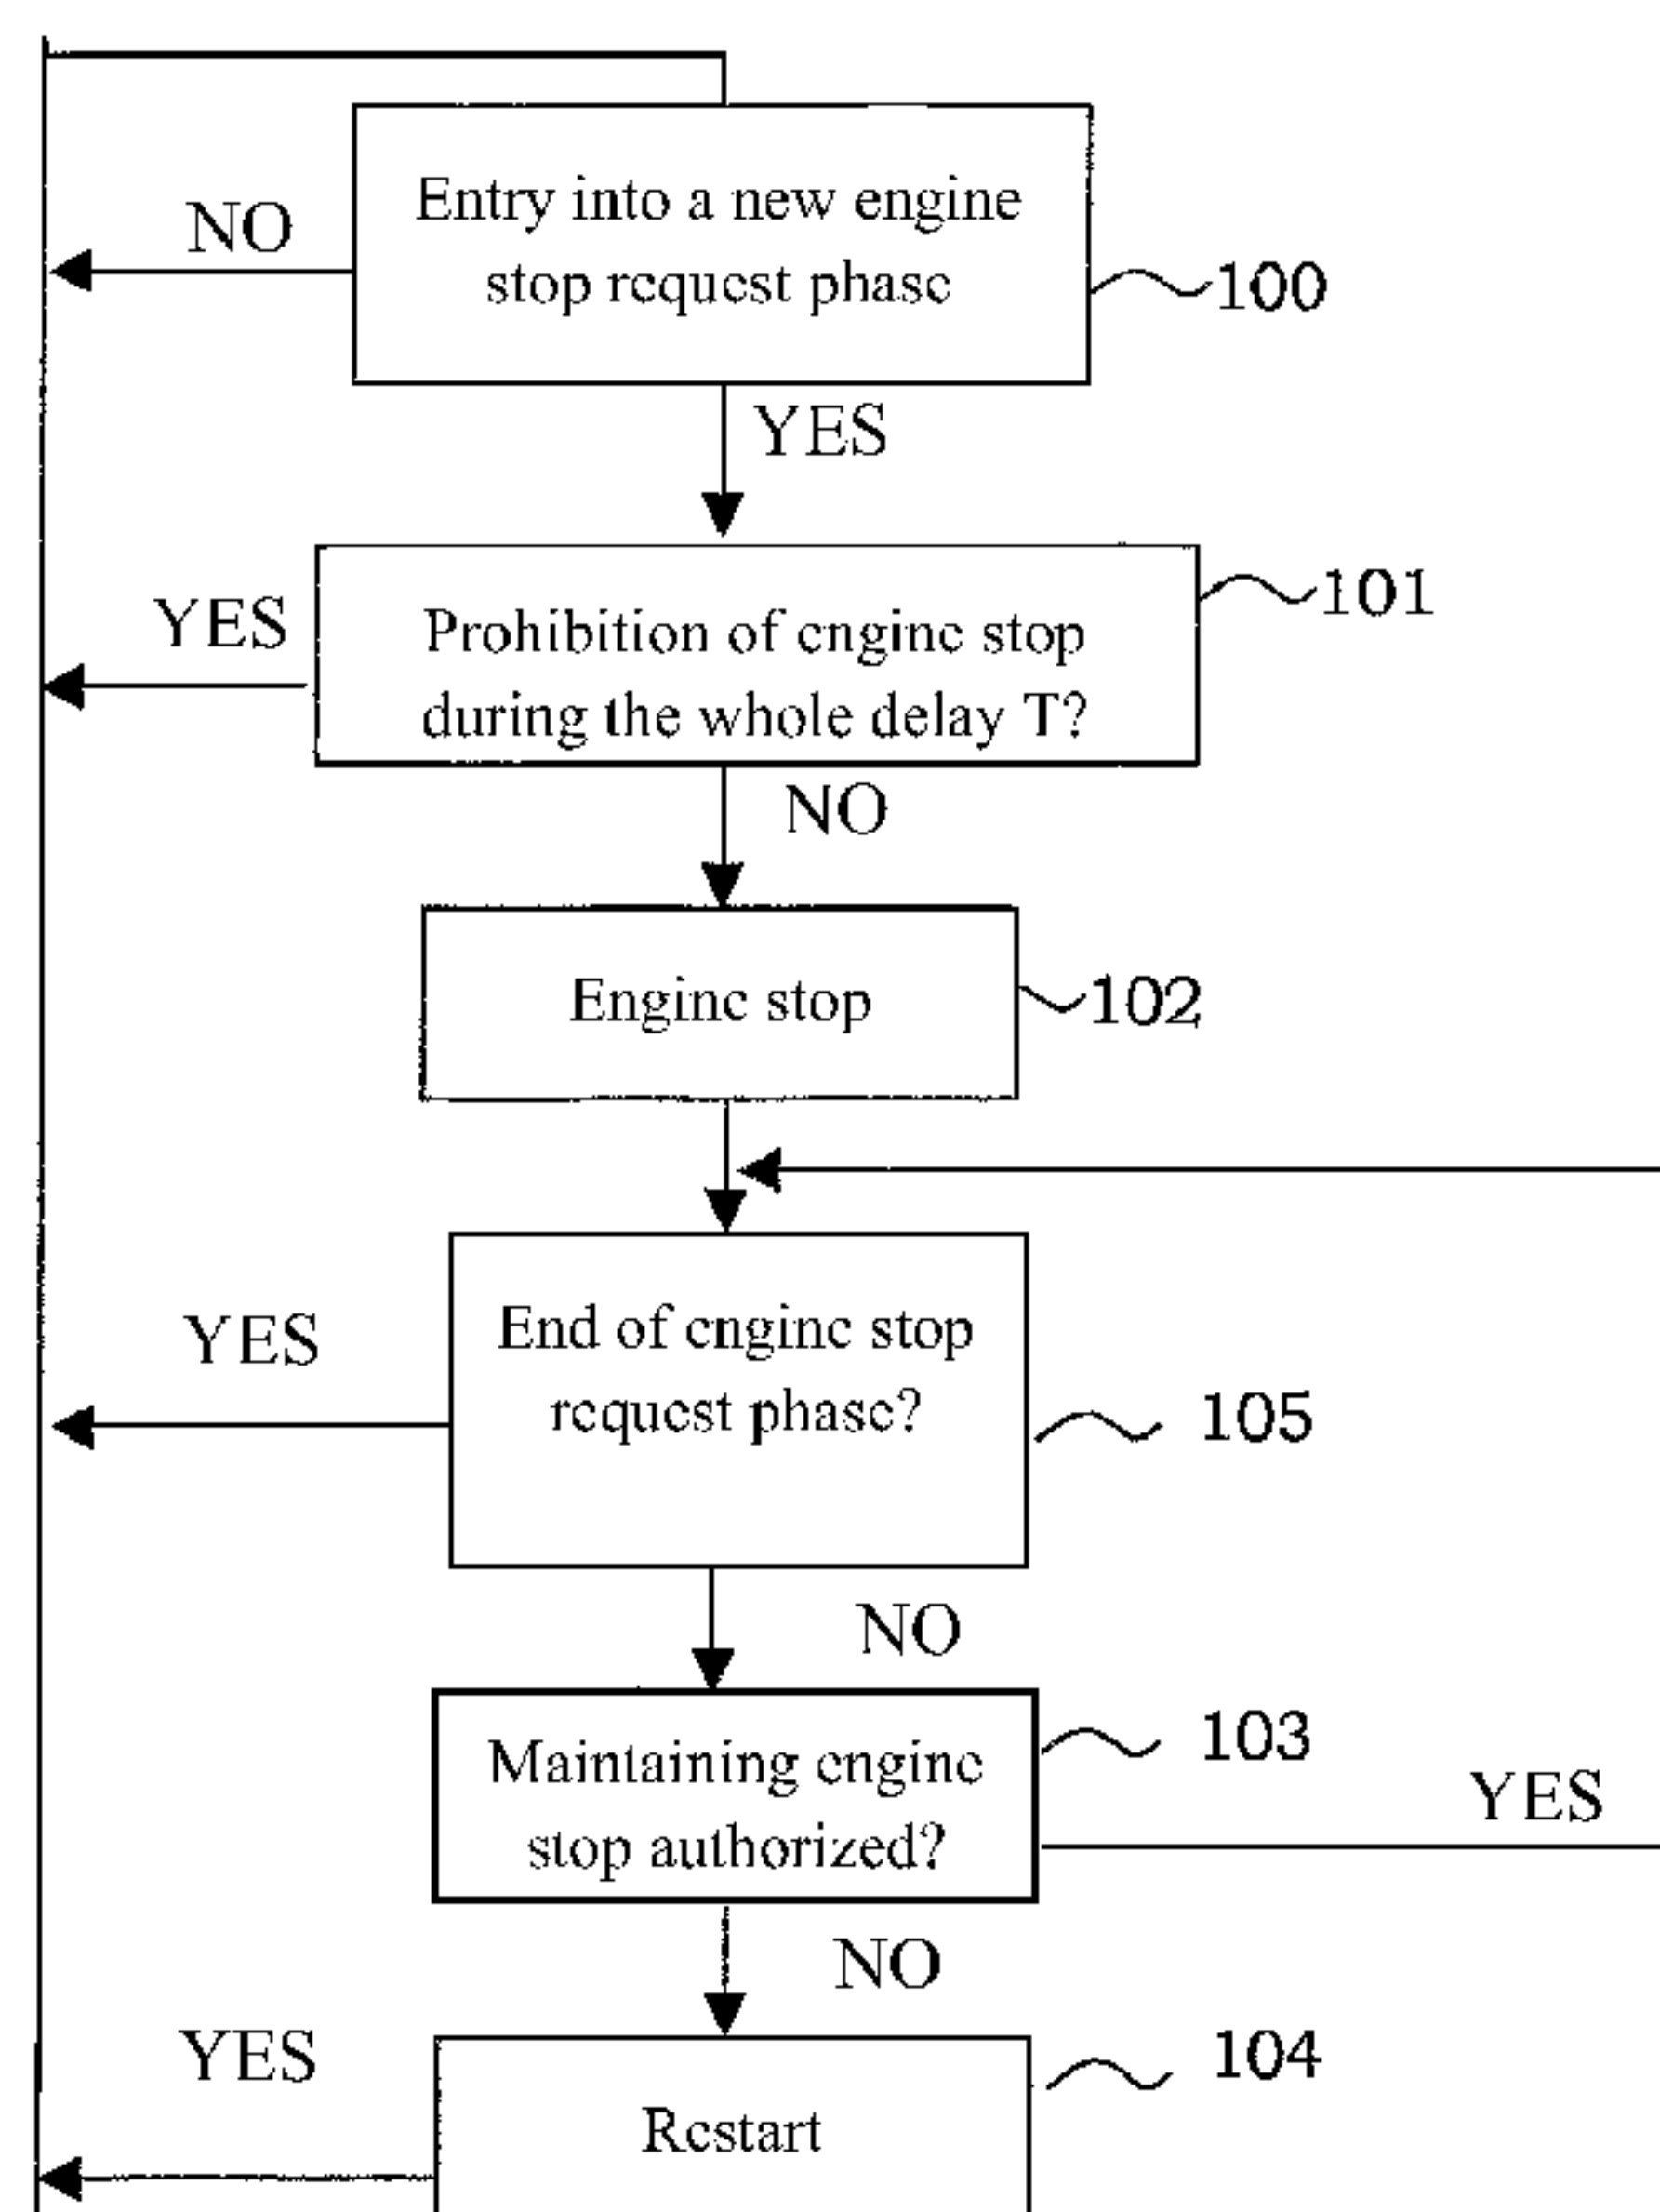 Entry into a new engine
stop request phase
NO
100
YES
Prohibition of engine stop
during the whole delay T?
101
YES
NO
Engine stop
102
End of engine stop
request phase?
YES
105
NO
Maintaining engine
stop authorized?
103
YES
NO
Restart
YES
104